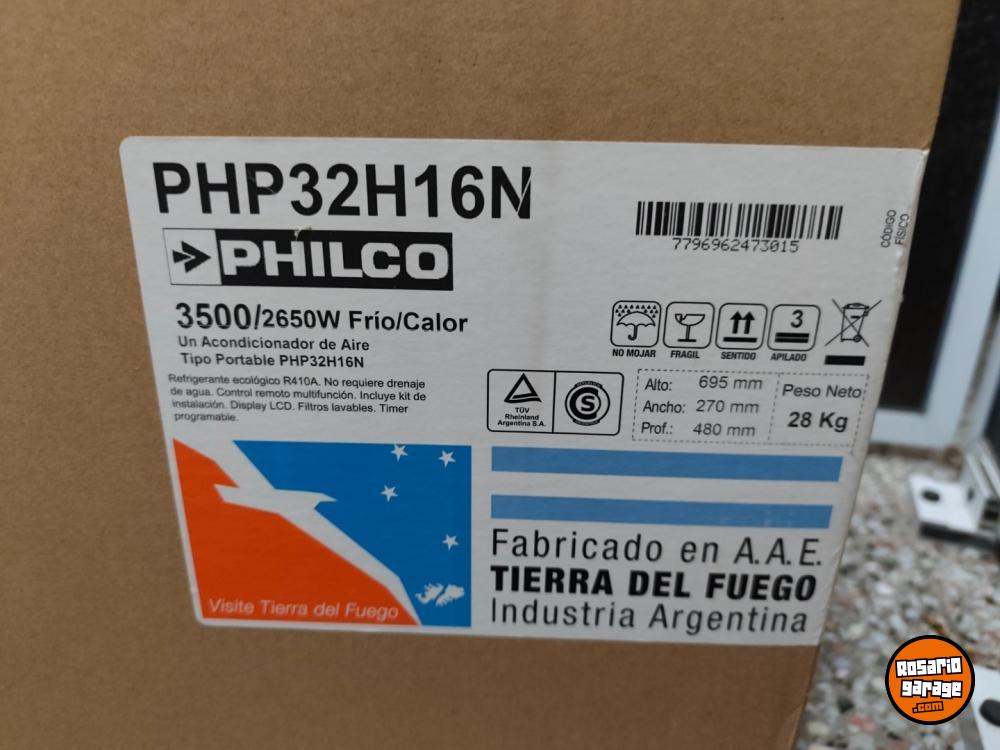 PHP32H16N
PHILCO
3500/2650W Frío/Calor
Un Acondicionador de Aire
Tipo Portable PHP32H16N
Refrigerante ecológico R410A. No requiere drenaje
de agua. Control remoto multifunción. Incluye kit de
instalación. Display LCD. Filtros lavables. Timer
programable.
7796962473015
CÓDIGO
FÍSICO
NO MOJAR
FRAGIL
SENTIDO
3
APILADO
TÜV
Rheinland
Argentina S.A.
S
Alto: 695 mm
Ancho: 270 mm
Prof.: 480 mm
Peso Neto
28 Kg
Visite Tierra del Fuego
Fabricado en A.A.E.
TIERRA DEL FUEGO
Industria Argentina
Rosario
garage
.com